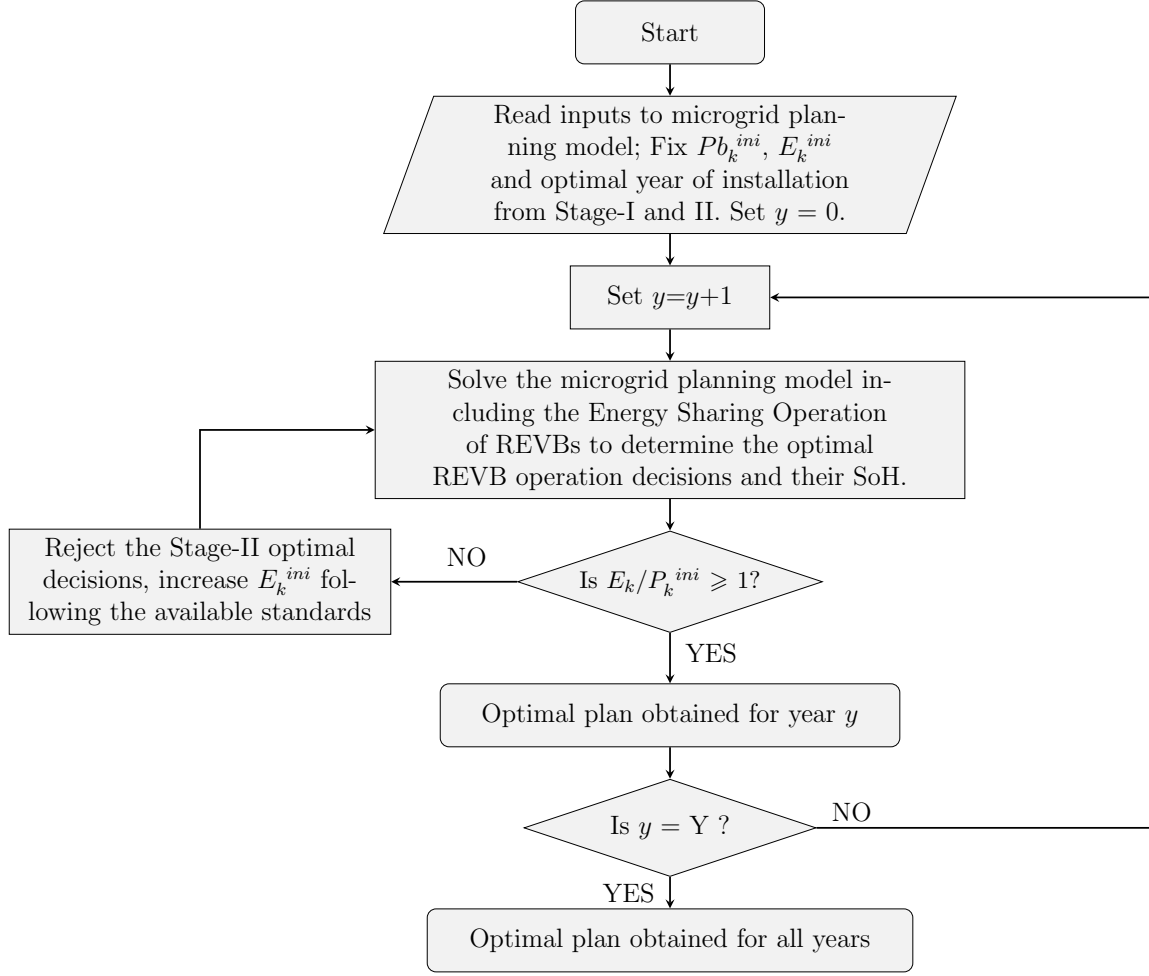 Start
Read inputs to microgrid plan-
ning model; Fix $Pb_k^{ini}$, $E_k^{ini}$
and optimal year of installation
from Stage-I and II. Set $y = 0$.
Set $y$=$y$+1
Solve the microgrid planning model in-
cluding the Energy Sharing Operation
of REVBs to determine the optimal
REVB operation decisions and their SoH.
Is $E_k/P_k^{ini} \geqslant 1$?
NO
Reject the Stage-II optimal
decisions, increase $E_k^{ini}$ fol-
lowing the available standards
YES
Optimal plan obtained for year $y$
Is $y$ = Y ?
NO
YES
Optimal plan obtained for all years